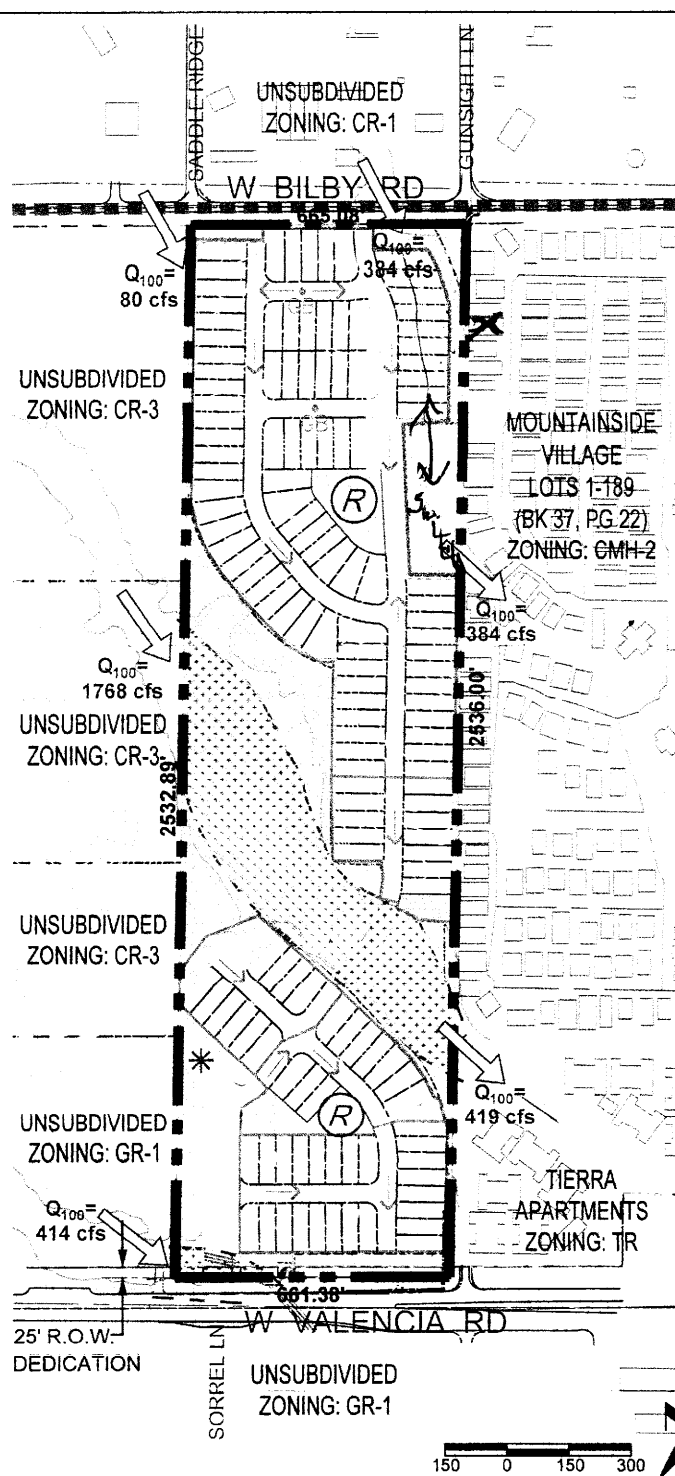 SADDLE RIDGE
UNSUBDIVIDED
ZONING: CR-1
GUNSIGHT LN
W BILBY RD
665.08'
Q100=
80 cfs
Q100=
384 cfs
UNSUBDIVIDED
ZONING: CR-3
MOUNTAINSIDE
VILLAGE
LOTS 1-189
(BK 37, PG 22)
ZONING: CMH-2
R
Q100=
384 cfs
Q100=
1768 cfs
UNSUBDIVIDED
ZONING: CR-3
2532.89'
2536.00'
UNSUBDIVIDED
ZONING: CR-3
Q100=
419 cfs
R
UNSUBDIVIDED
ZONING: GR-1
TIERRA
APARTMENTS
ZONING: TR
Q100=
414 cfs
661.38'
25' R.O.W.
DEDICATION
W VALENCIA RD
SORREL LN
UNSUBDIVIDED
ZONING: GR-1
150 0 150 300